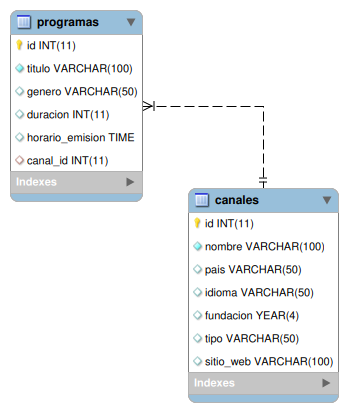 programas
id INT(11)
titulo VARCHAR(100)
genero VARCHAR(50)
duracion INT(11)
horario_emision TIME
canal_id INT(11)
Indexes
canales
id INT(11)
nombre VARCHAR(100)
pais VARCHAR(50)
idioma VARCHAR(50)
fundacion YEAR(4)
tipo VARCHAR(50)
sitio_web VARCHAR(100)
Indexes